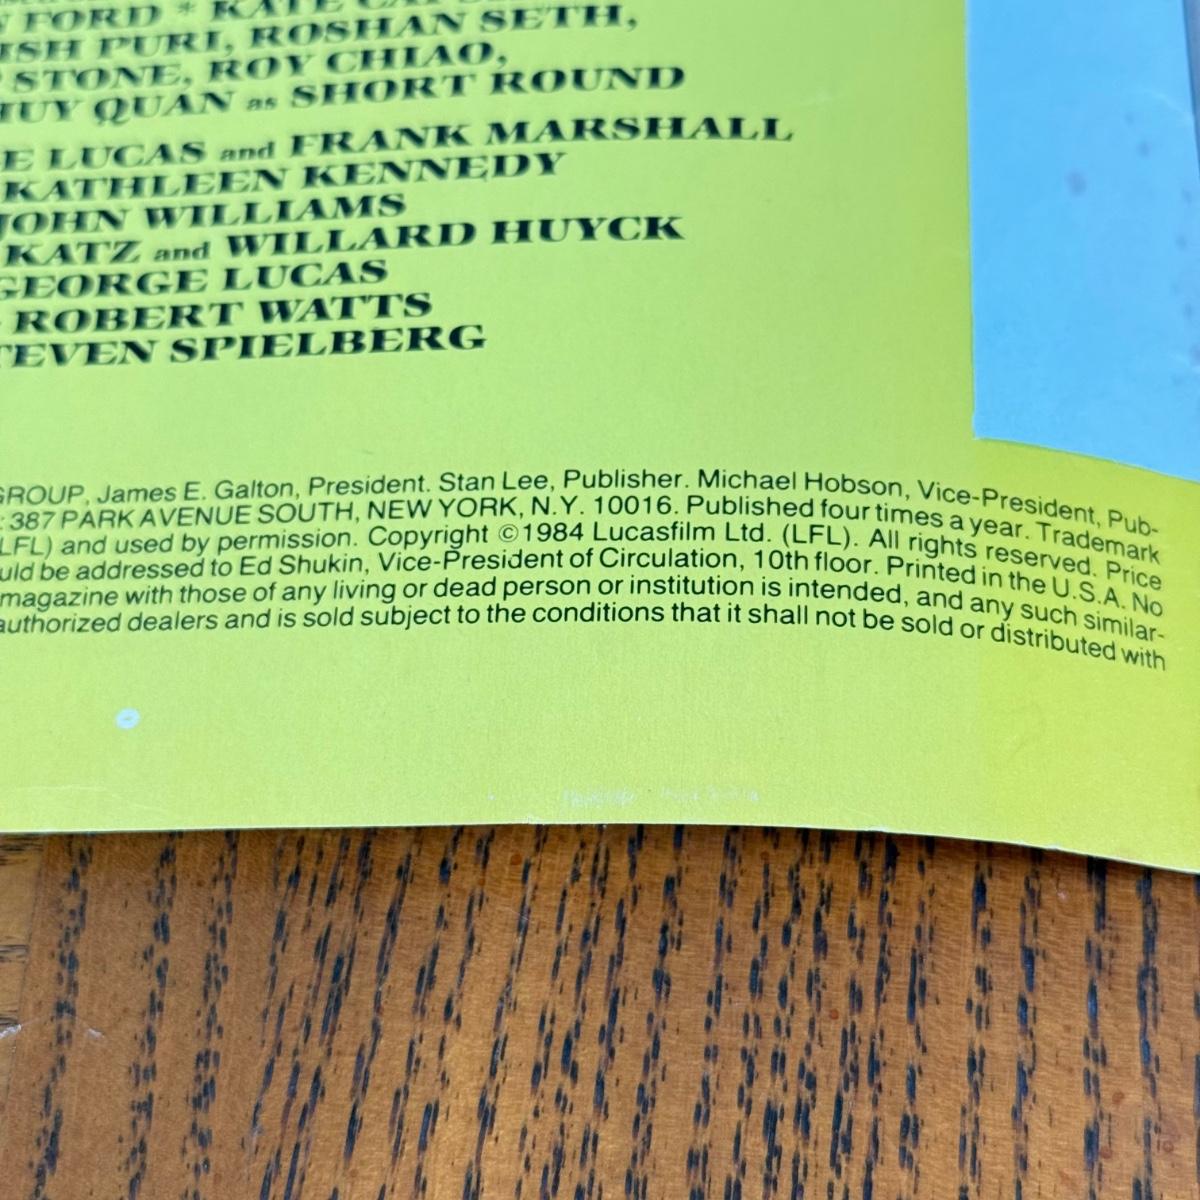 FORD * KATE
ISH PURI, ROSHAN SETH,
STONE, ROY CHIAO,
HUY QUAN as SHORT ROUND
E LUCAS and FRANK MARSHALL
KATHLEEN KENNEDY
JOHN WILLIAMS
KATZ and WILLARD HUYCK
GEORGE LUCAS
ROBERT WATTS
TEVEN SPIELBERG
GROUP, James E. Galton, President. Stan Lee, Publisher. Michael Hobson, Vice-President, Pub-
: 387 PARK AVENUE SOUTH, NEW YORK, N.Y. 10016. Published four times a year. Trademark
LFL) and used by permission. Copyright ©1984 Lucasfilm Ltd. (LFL). All rights reserved. Price
uld be addressed to Ed Shukin, Vice-President of Circulation, 10th floor. Printed in the U.S.A. No
magazine with those of any living or dead person or institution is intended, and any such similar-
authorized dealers and is sold subject to the conditions that it shall not be sold or distributed with